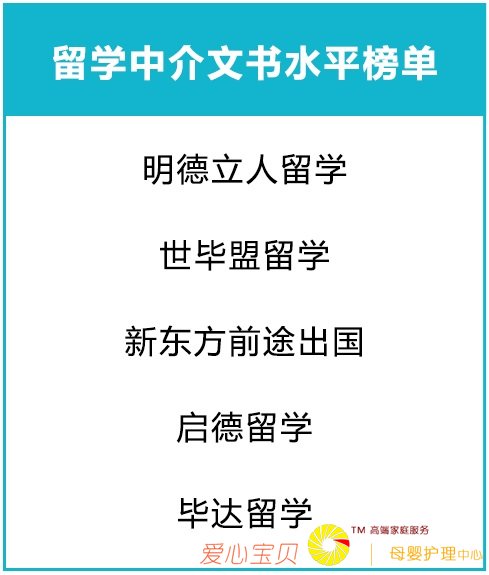 留学中介文书水平榜单
明德立人留学
世毕盟留学
新东方前途出国
启德留学
毕达留学
爱心宝贝
TM 高端家庭服务
母婴护理中心